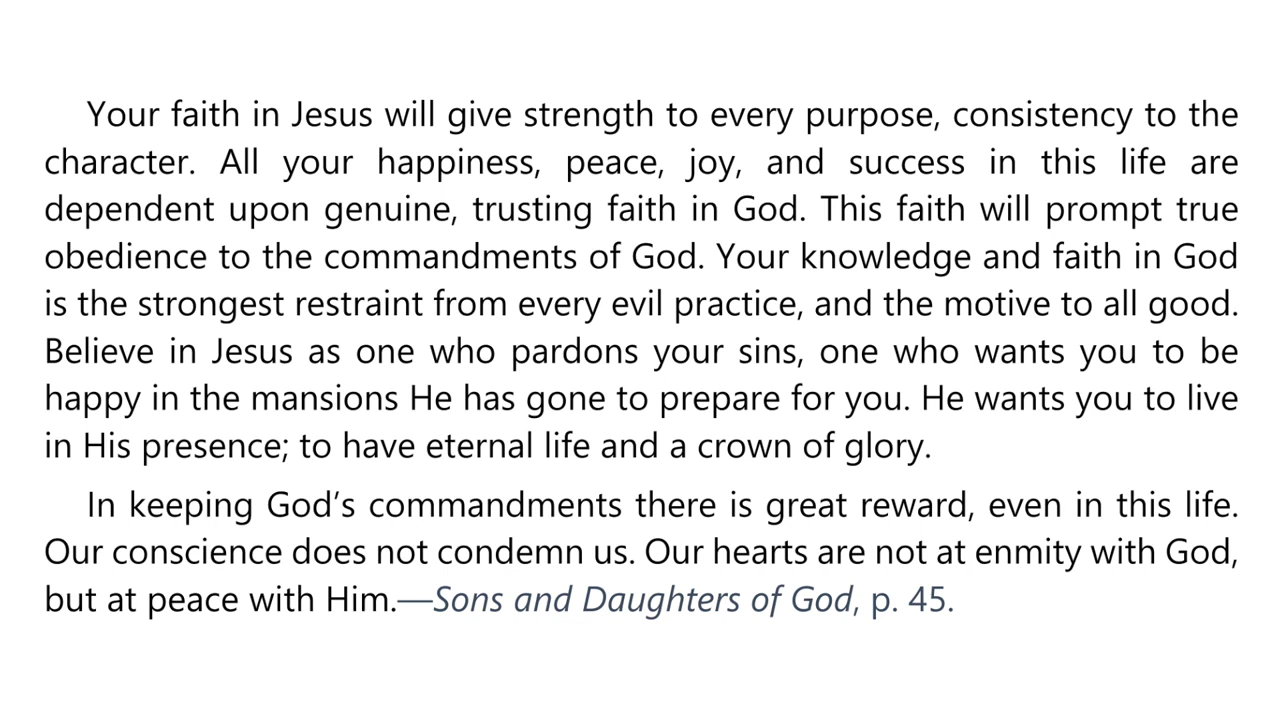 Your faith in Jesus will give strength to every purpose, consistency to the
character. All your happiness, peace, joy, and success in this life are
dependent upon genuine, trusting faith in God. This faith will prompt true
obedience to the commandments of God. Your knowledge and faith in God
is the strongest restraint from every evil practice, and the motive to all good.
Believe in Jesus as one who pardons your sins, one who wants you to be
happy in the mansions He has gone to prepare for you. He wants you to live
in His presence; to have eternal life and a crown of glory.
In keeping God’s commandments there is great reward, even in this life.
Our conscience does not condemn us. Our hearts are not at enmity with God,
but at peace with Him.—Sons and Daughters of God, p. 45.